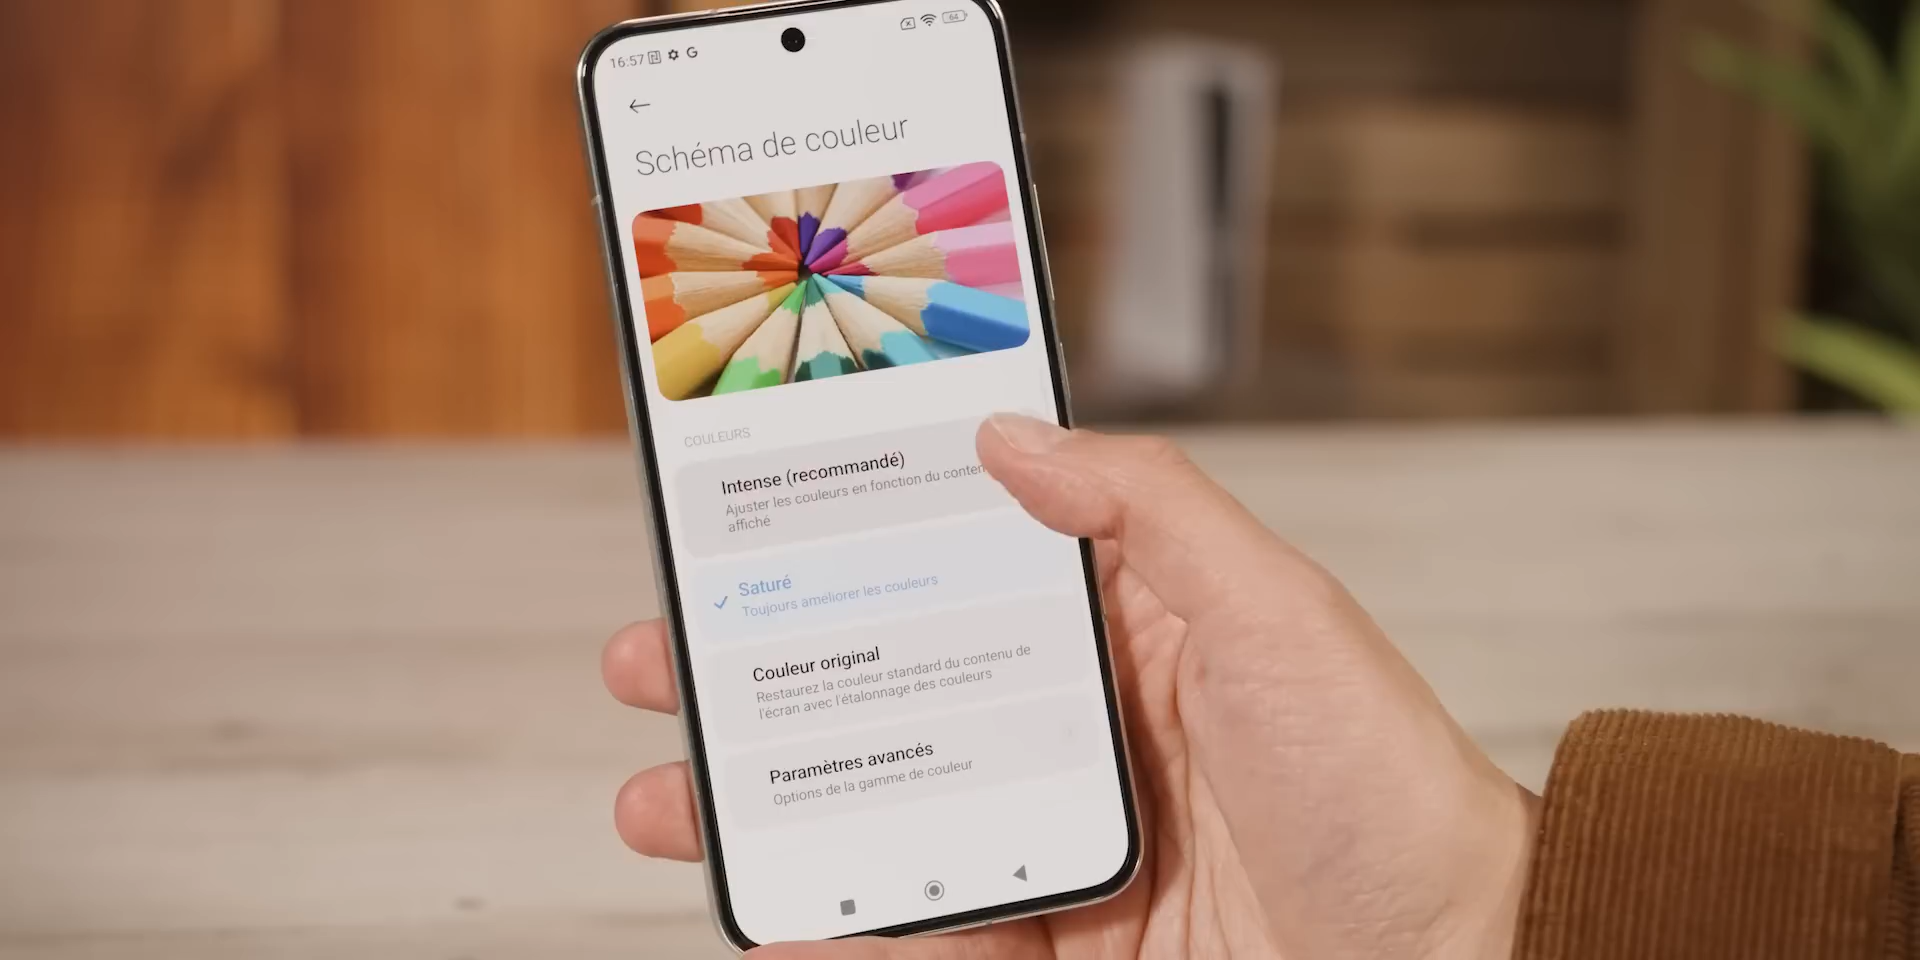 16:57
64
Schéma de couleur
COULEURS
Intense (recommandé)
Ajuster les couleurs en fonction du conten
affiché
Saturé
Toujours améliorer les couleurs
Couleur original
Restaurez la couleur standard du contenu de
l'écran avec l'étalonnage des couleurs
Paramètres avancés
Options de la gamme de couleur